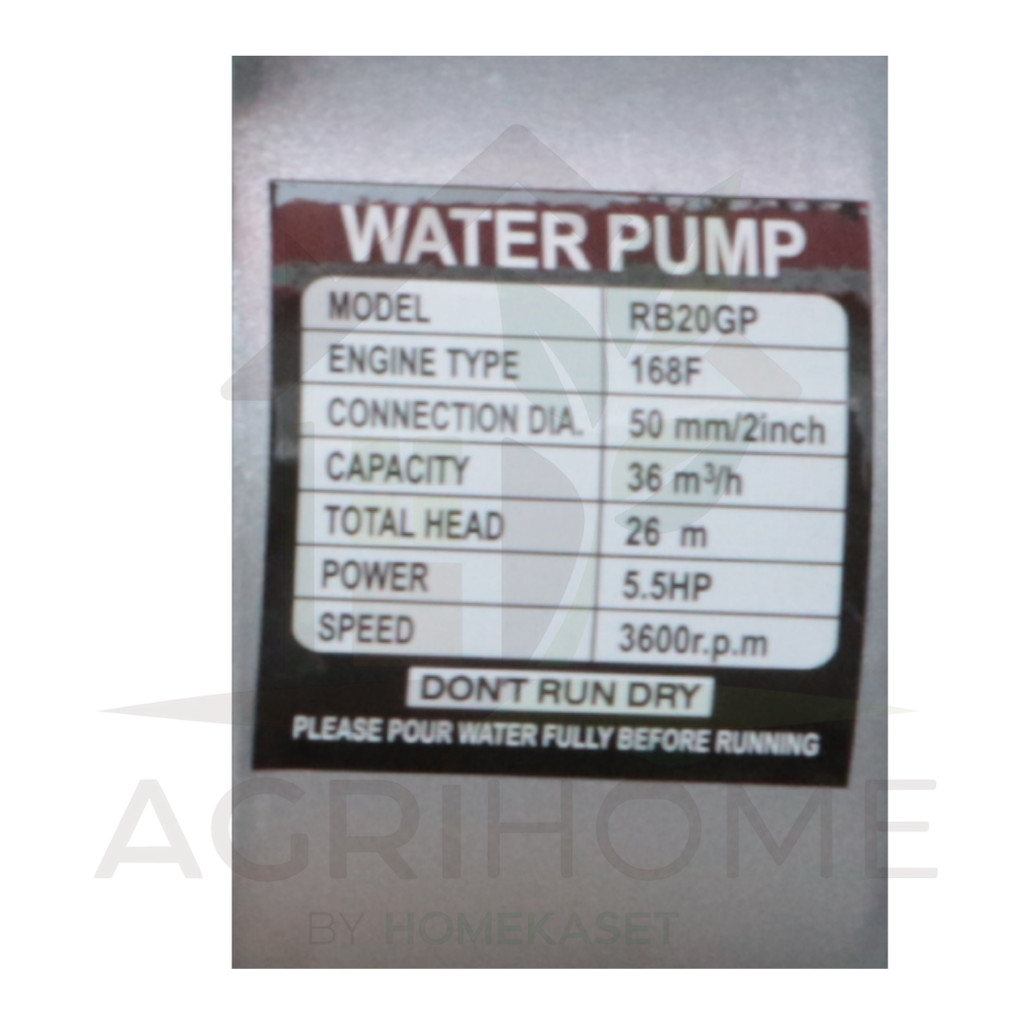 WATER PUMP
MODEL RB20GP
ENGINE TYPE 168F
CONNECTION DIA. 50 mm/2inch
CAPACITY 36 m³/h
TOTAL HEAD 26 m
POWER 5.5HP
SPEED 3600r.p.m
DON'T RUN DRY
PLEASE POUR WATER FULLY BEFORE RUNNING
AGRIHOME
BY HOMEKASET